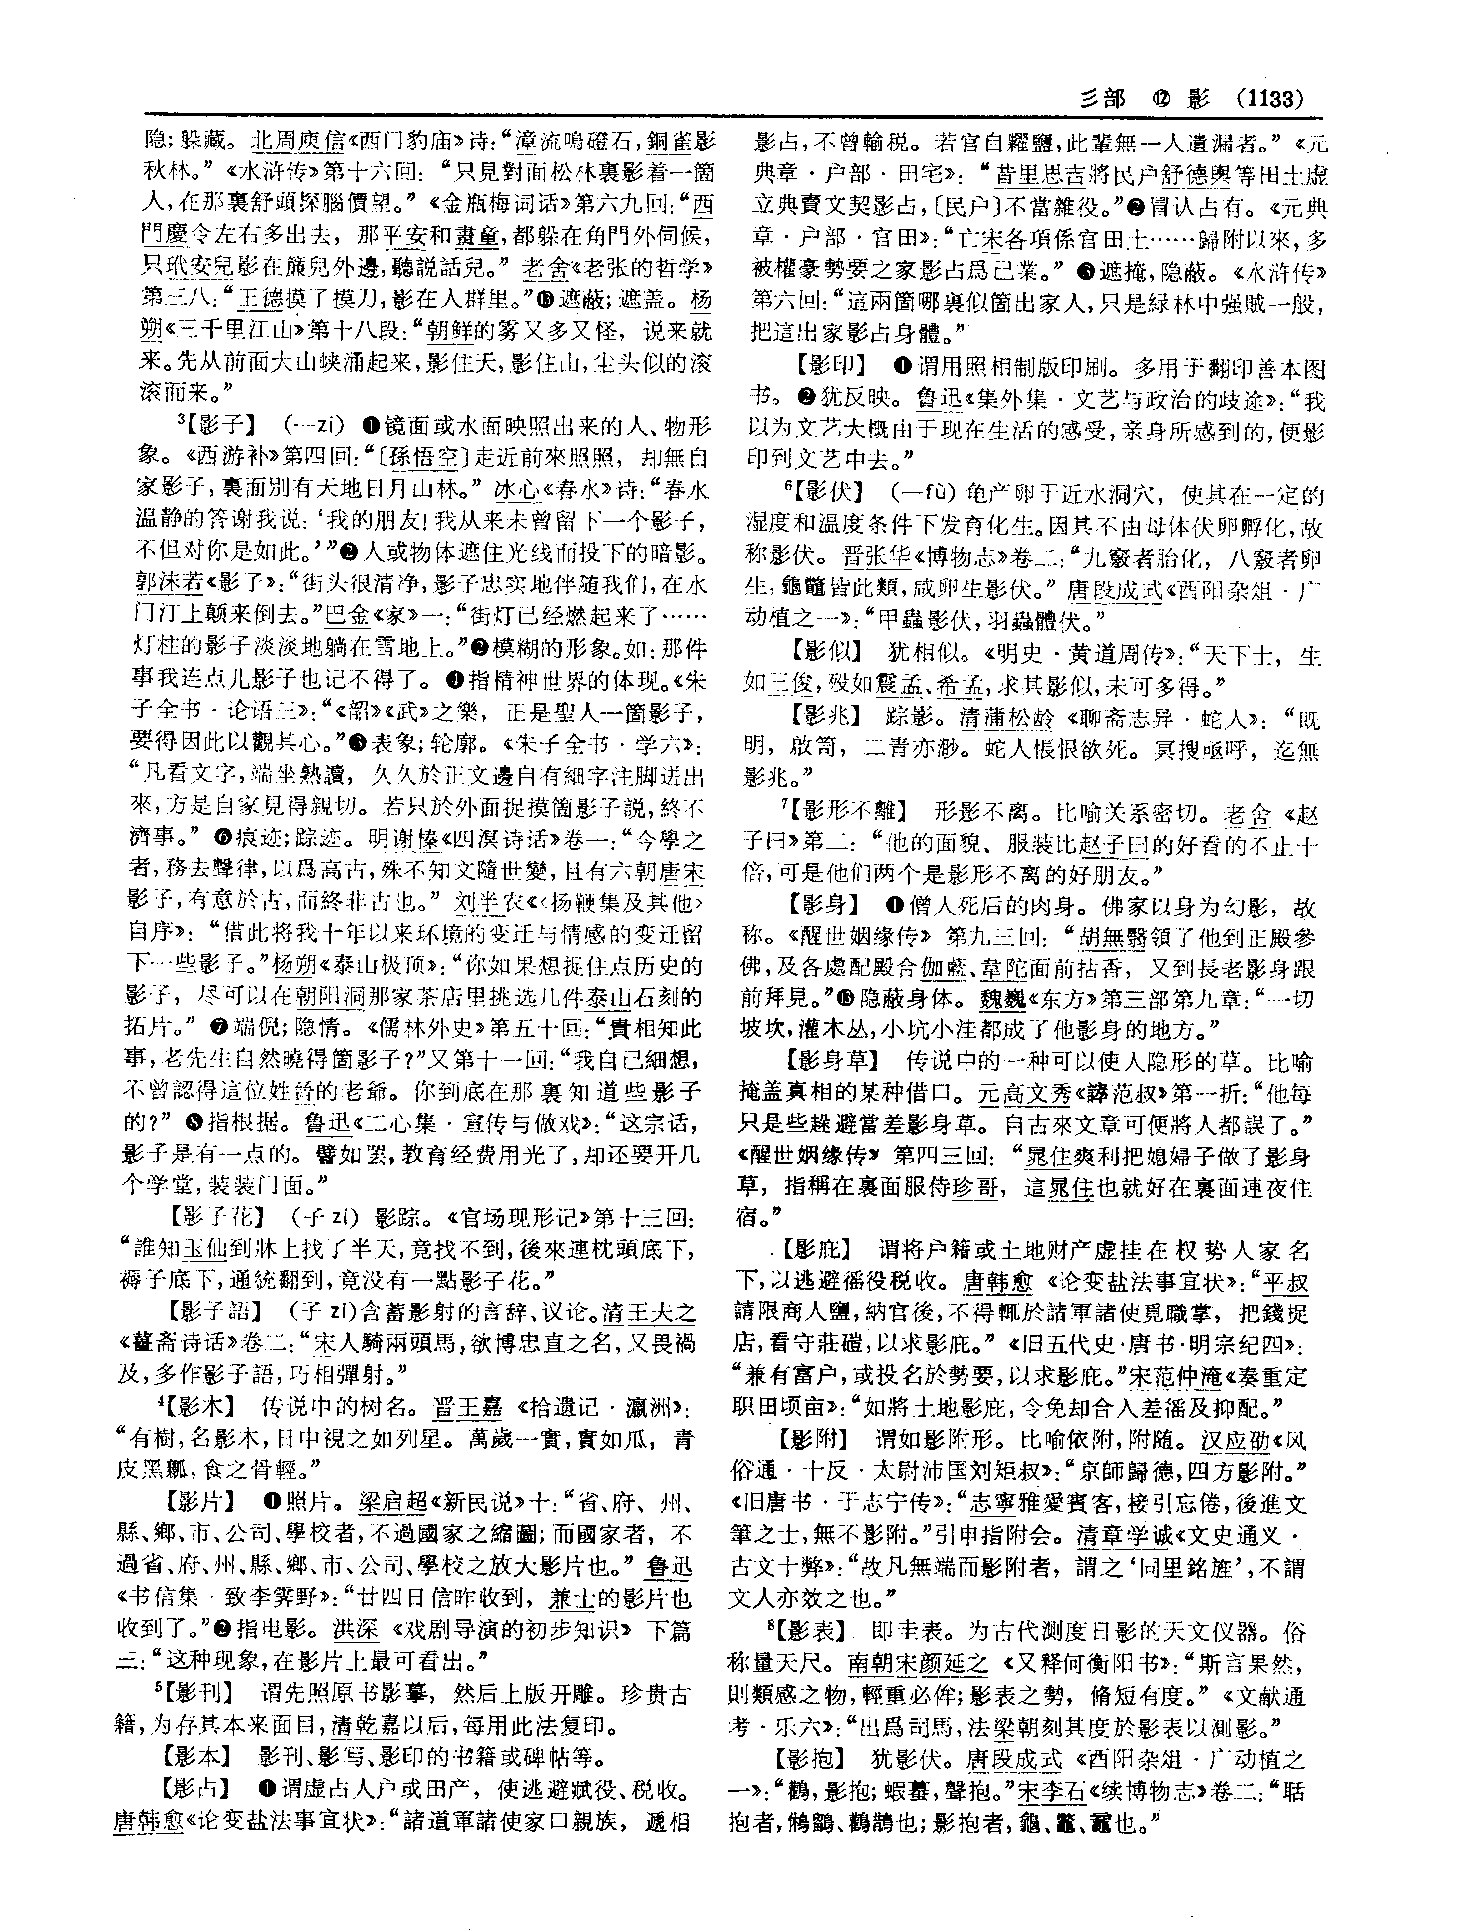 彡部 ⑫ 影 (1133)
隐；躲藏。北周庾信《西门豹庙》诗：“漳流鳴磴石，銅雀影
秋林。”《水浒传》第十六回：“只見對面松林裏影着一箇
人，在那裏舒頭探腦價望。”《金瓶梅词话》第六九回：“西
門慶令左右多出去，那平安和畫童，都躲在角門外伺候，
只玳安兒影在簾兒外邊，聽説話兒。”老舍《老张的哲学》
第三八：“王德摸了摸刀，影在人群里。”⓯遮蔽；遮盖。杨
朔《三千里江山》第十八段：“朝鲜的雾又多又怪，说来就
来。先从前面大山峡涌起来，影住天，影住山，尘头似的滚
滚而来。”
³【影子】（—zi）❶镜面或水面映照出来的人、物形
象。《西游补》第四回：“〔孫悟空〕走近前來照照，却無自
家影子，裏面别有天地日月山林。”冰心《春水》诗：“春水
温静的答谢我说：‘我的朋友！我从来未曾留下一个影子，
不但对你是如此。’”❷人或物体遮住光线而投下的暗影。
郭沫若《影子》：“街头很清净，影子忠实地伴随我们，在水
门汀上颠来倒去。”巴金《家》一：“街灯已经燃起来了……
灯柱的影子淡淡地躺在雪地上。”❸模糊的形象。如：那件
事我连点儿影子也记不得了。❹指精神世界的体现。《朱
子全书·论语三》：“《韶》《武》之樂，正是聖人一箇影子，
要得因此以觀其心。”❺表象；轮廓。《朱子全书·学六》：
“凡看文字，端坐熟讀，久久於正文邊自有細字注脚迸出
來，方是自家見得親切。若只於外面捉摸箇影子説，終不
濟事。”❻痕迹；踪迹。明谢榛《四溟诗话》卷一：“今學之
者，務去聲律，以爲高古，殊不知文隨世變，且有六朝唐宋
影子，有意於古，而終非古也。”刘半农《〈扬鞭集及其他〉
自序》：“借此将我十年以来环境的变迁与情感的变迁留
下一些影子。”杨朔《泰山极顶》：“你如果想捉住点历史的
影子，尽可以在朝阳洞那家茶店里挑选几件泰山石刻的
拓片。”❼端倪；隐情。《儒林外史》第五十回：“貴相知此
事，老先生自然曉得箇影子？”又第十一回：“我自己細想，
不曾認得這位姓晉的老爺。你到底在那裏知道些影子
的？”❽指根据。鲁迅《二心集·宣传与做戏》：“这宗话，
影子是有一点的。譬如罢，教育经费用光了，却还要开几
个学堂，装装门面。”
【影子花】（子 zi）影踪。《官场现形记》第十三回：
“誰知玉仙到牀上找了半天，竟找不到，後來連枕頭底下，
褥子底下，通統翻到，竟没有一點影子花。”
【影子語】（子 zi）含蓄影射的言辞、议论。清王夫之
《薑斋诗话》卷二：“宋人騎兩頭馬，欲博忠直之名，又畏禍
及，多作影子語，巧相彈射。”
⁴【影木】 传说中的树名。晋王嘉《拾遗记·瀛洲》：
“有樹，名影木，日中視之如列星。萬歲一實，實如瓜，青
皮黑瓤，食之骨輕。”
【影片】 ❶照片。梁启超《新民说》十：“省、府、州、
縣、鄉、市、公司、學校者，不過國家之縮圖；而國家者，不
過省、府、州、縣、鄉、市、公司、學校之放大影片也。”鲁迅
《书信集·致李霁野》：“廿四日信昨收到，兼士的影片也
收到了。”❷指电影。洪深《戏剧导演的初步知识》下篇
三：“这种现象，在影片上最可看出。”
⁵【影刊】 谓先照原书影摹，然后上版开雕。珍贵古
籍，为存其本来面目，清乾嘉以后，每用此法复印。
【影本】 影刊、影写、影印的书籍或碑帖等。
【影占】 ❶谓虚占人户或田产，使逃避赋役、税收。
唐韩愈《论变盐法事宜状》：“諸道軍諸使家口親族，遞相
影占，不曾輸税。若官自糶鹽，此輩無一人遺漏者。”《元
典章·户部·田宅》：“昔里思吉將民户舒德輿等田土虚
立典賣文契影占，〔民户〕不當雜役。”❷冒认占有。《元典
章·户部·官田》：“亡宋各項係官田土……歸附以來，多
被權豪勢要之家影占爲己業。”❸遮掩，隐蔽。《水浒传》
第六回：“這兩箇哪裏似箇出家人，只是緑林中强贼一般，
把這出家影占身體。”
【影印】 ❶谓用照相制版印刷。多用于翻印善本图
书。❷犹反映。鲁迅《集外集·文艺与政治的歧途》：“我
以为文艺大概由于现在生活的感受，亲身所感到的，便影
印到文艺中去。”
⁶【影伏】（—fū）龟产卵于近水洞穴，使其在一定的
湿度和温度条件下发育化生。因其不由母体伏卵孵化，故
称影伏。晋张华《博物志》卷二：“九竅者胎化，八竅者卵
生，龜鼈皆此類，咸卵生影伏。”唐段成式《酉阳杂俎·广
动植之一》：“甲蟲影伏，羽蟲體伏。”
【影似】 犹相似。《明史·黄道周传》：“天下士，生
如三俊，殁如震孟、希孟，求其影似，未可多得。”
【影兆】 踪影。清蒲松龄《聊斋志异·蛇人》：“既
明，啟笥，二青亦渺。蛇人悵恨欲死。冥搜亟呼，迄無
影兆。”
⁷【影形不離】 形影不离。比喻关系密切。老舍《赵
子曰》第二：“他的面貌、服装比赵子曰的好看的不止十
倍，可是他们两个是影形不离的好朋友。”
【影身】 ❶僧人死后的肉身。佛家以身为幻影，故
称。《醒世姻缘传》第九三回：“胡無翳領了他到正殿參
佛，及各處配殿合伽藍、韋陀面前拈香，又到長老影身跟
前拜見。”❷隐蔽身体。魏巍《东方》第三部第九章：“一切
坡坎，灌木丛，小坑小洼都成了他影身的地方。”
【影身草】 传说中的一种可以使人隐形的草。比喻
掩盖真相的某种借口。元高文秀《谇范叔》第一折：“他每
只是些趓避當差影身草。自古來文章可便將人都誤了。”
《醒世姻缘传》第四三回：“晁住爽利把媳婦子做了影身
草，指稱在裏面服侍珍哥，這晁住也就好在裏面連夜住
宿。”
【影庇】 谓将户籍或土地财产虚挂在权势人家名
下，以逃避徭役税收。唐韩愈《论变盐法事宜状》：“平叔
請限商人鹽，納官後，不得輒於諸軍諸使覓職掌，把錢捉
店，看守莊磑，以求影庇。”《旧五代史·唐书·明宗纪四》：
“兼有富户，或投名於勢要，以求影庇。”宋范仲淹《奏重定
职田顷亩》：“如將土地影庇，令免却合入差徭及抑配。”
【影附】 谓如影附形。比喻依附，附随。汉应劭《风
俗通·十反·太尉沛国刘矩叔》：“京師歸德，四方影附。”
《旧唐书·于志宁传》：“志寧雅愛賓客，接引忘倦，後進文
筆之士，無不影附。”引申指附会。清章学诚《文史通义·
古文十弊》：“故凡無端而影附者，謂之‘同里銘旌’，不謂
文人亦效之也。”
⁸【影表】 即圭表。为古代测度日影的天文仪器。俗
称量天尺。南朝宋颜延之《又释何衡阳书》：“斯言果然，
則類感之物，輕重必侔；影表之勢，脩短有度。”《文献通
考·乐六》：“出爲司馬，法梁朝刻其度於影表以測影。”
【影抱】 犹影伏。唐段成式《酉阳杂俎·广动植之
一》：“鶴，影抱；蝦蟇，聲抱。”宋李石《续博物志》卷二：“聒
抱者，鸲鵒、鸛鵲也；影抱者，龜、鼈、黿也。”